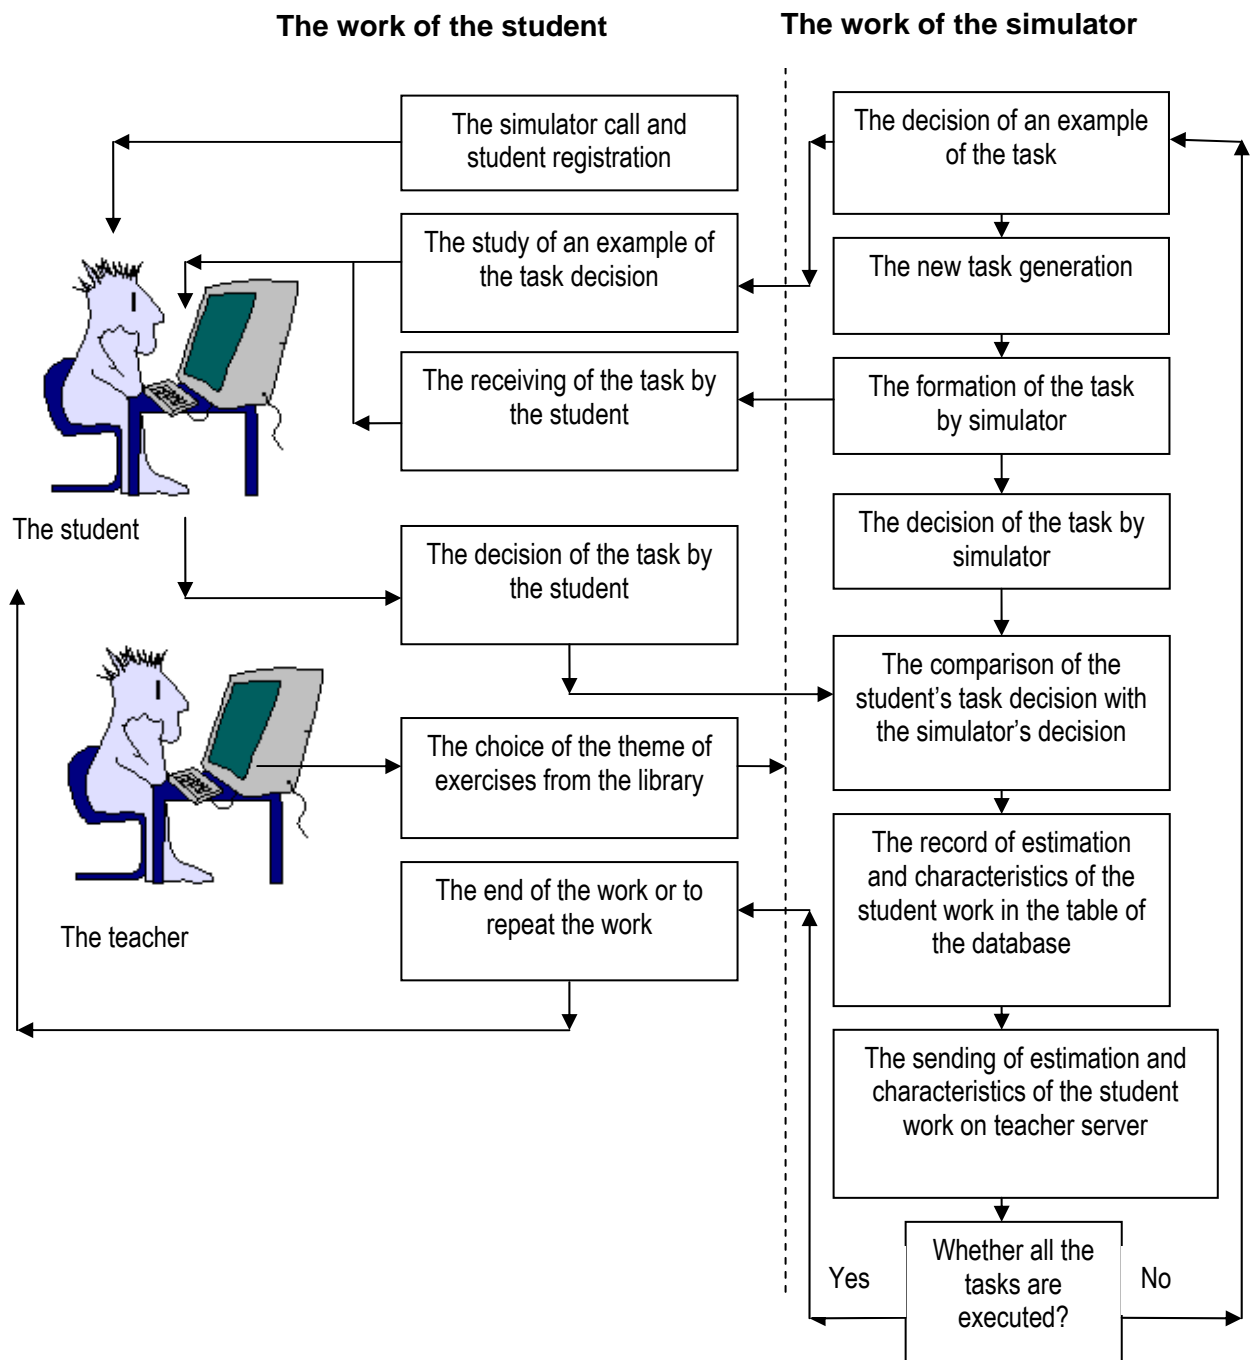 The work of the student
The work of the simulator
The simulator call and
student registration
The decision of an example
of the task
The study of an example of
the task decision
The new task generation
The receiving of the task by
the student
The formation of the task
by simulator
The student
The decision of the task by
the student
The decision of the task by
simulator
The comparison of the
student’s task decision with
the simulator’s decision
The choice of the theme of
exercises from the library
The teacher
The end of the work or to
repeat the work
The record of estimation
and characteristics of the
student work in the table of
the database
The sending of estimation and
characteristics of the student
work on teacher server
Whether all the
tasks are
executed?
Yes
No